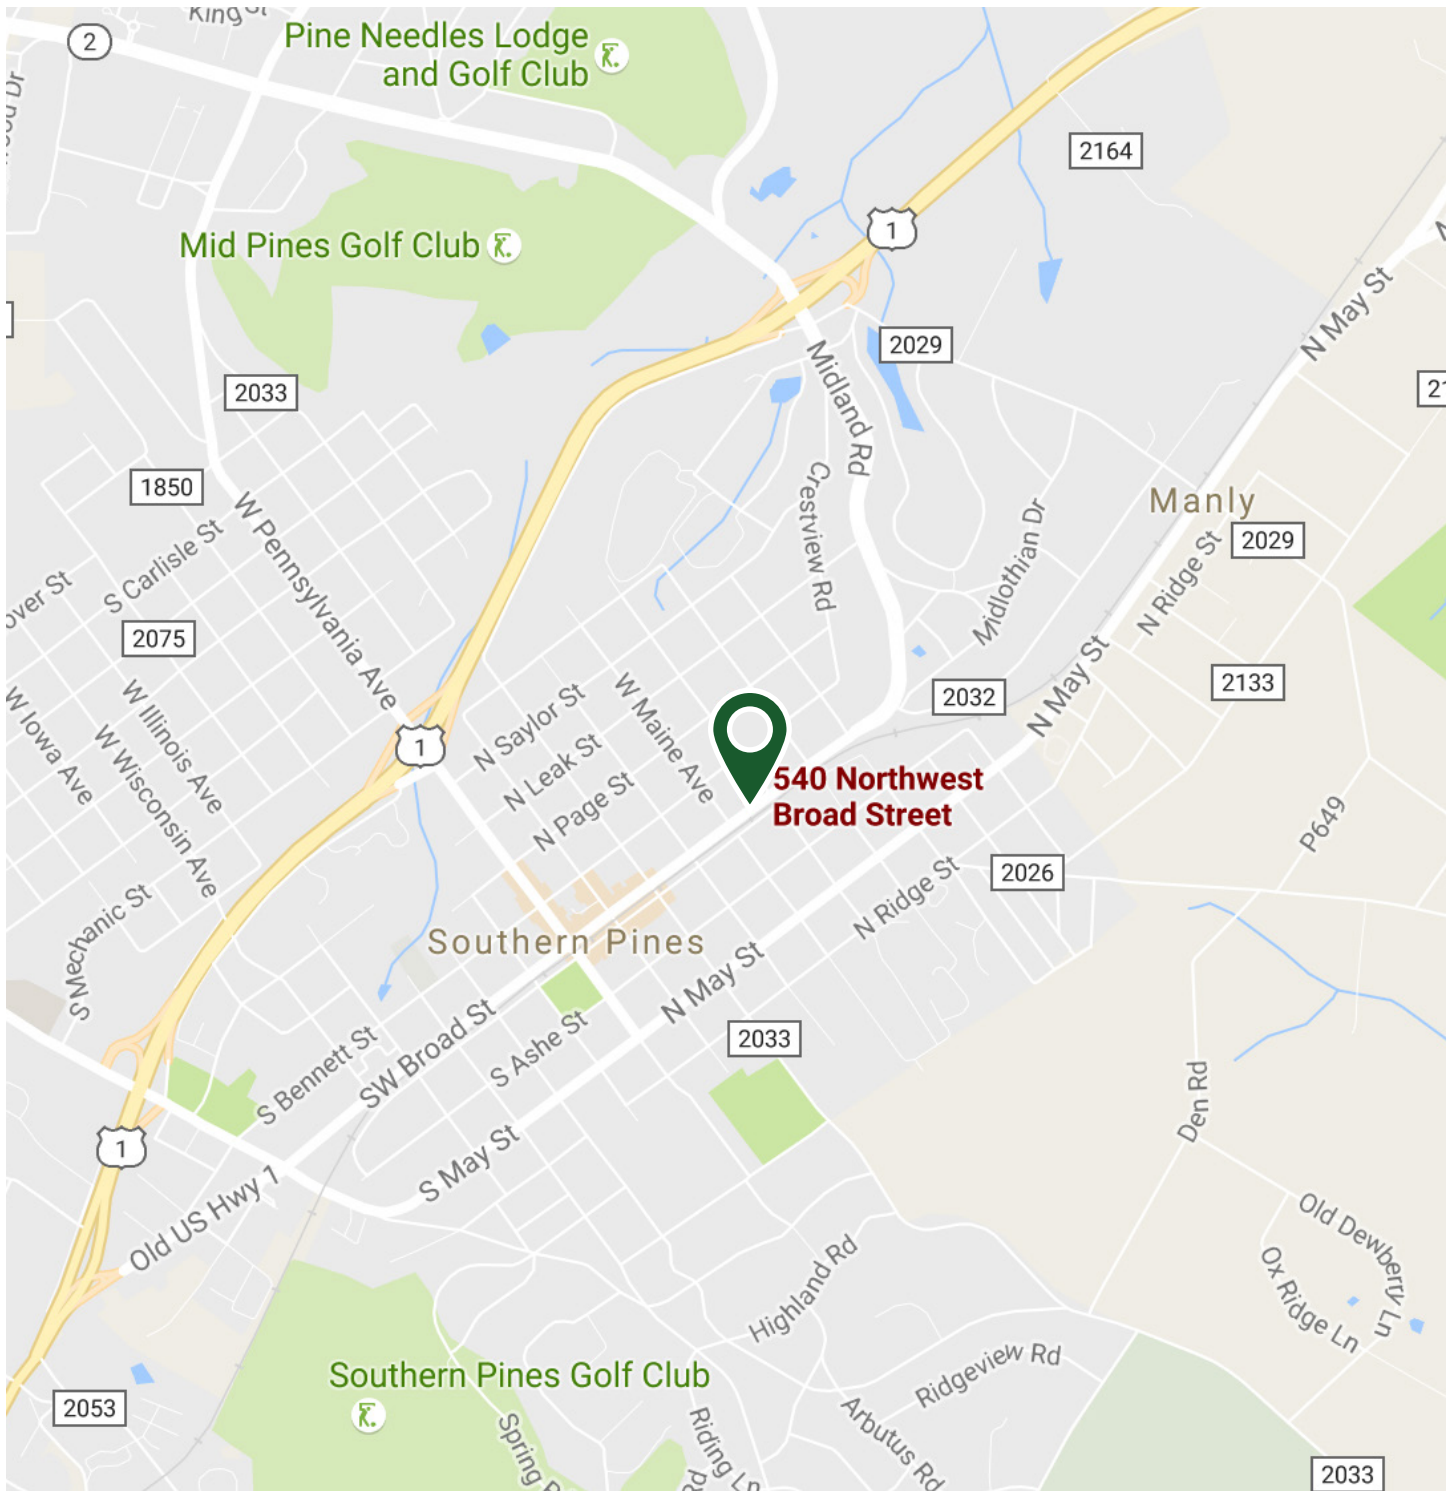 King St
2
Pine Needles Lodge
and Golf Club
2164
1
Mid Pines Golf Club
N May St
2029
Midland Rd
2033
1850
W Pennsylvania Ave
Crestview Rd
Manly
2029
N Ridge St
Midlothian Dr
S Carlisle St
2075
W Iowa Ave
W Illinois Ave
W Wisconsin Ave
N Saylor St
W Maine Ave
N Leak St
N Page St
1
2032
N May St
2133
540 Northwest
Broad Street
P649
2026
N Ridge St
S Mechanic St
Southern Pines
N May St
2033
SW Broad St
S Ashe St
S Bennett St
Den Rd
1
S May St
Old US Hwy 1
Highland Rd
Old Dewberry Ln
Ox Ridge Ln
Ridgeview Rd
Southern Pines Golf Club
2053
Spring
Riding Ln
Rd
Arbutus Rd
2033